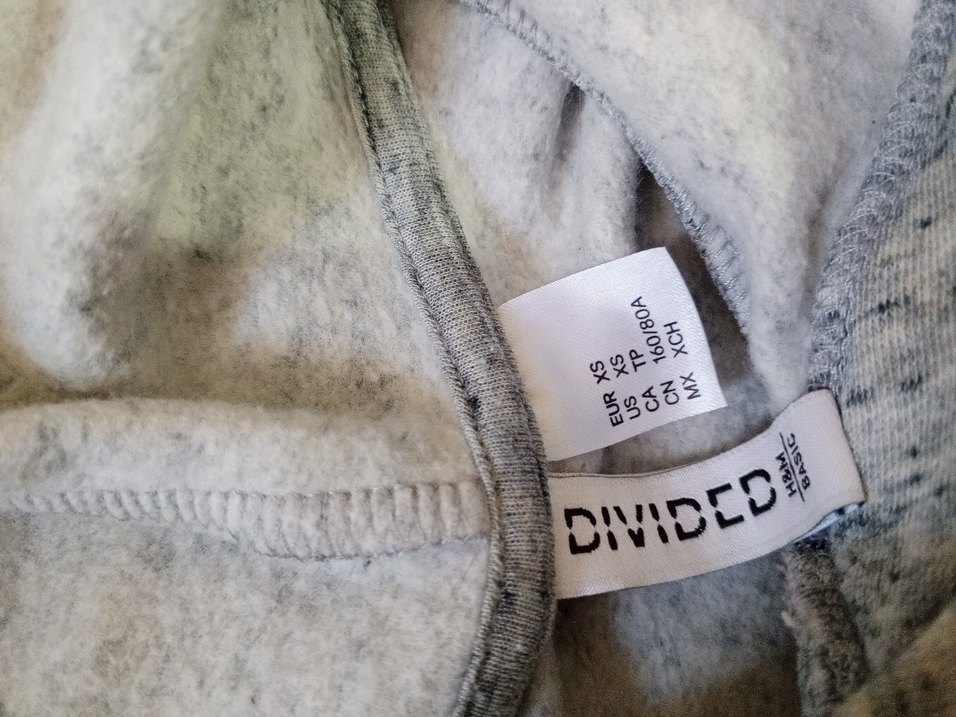 EUR XS
US XS
CA TP
CN 160/80A
MX XCH
DIVIDED
H&M
BASIC